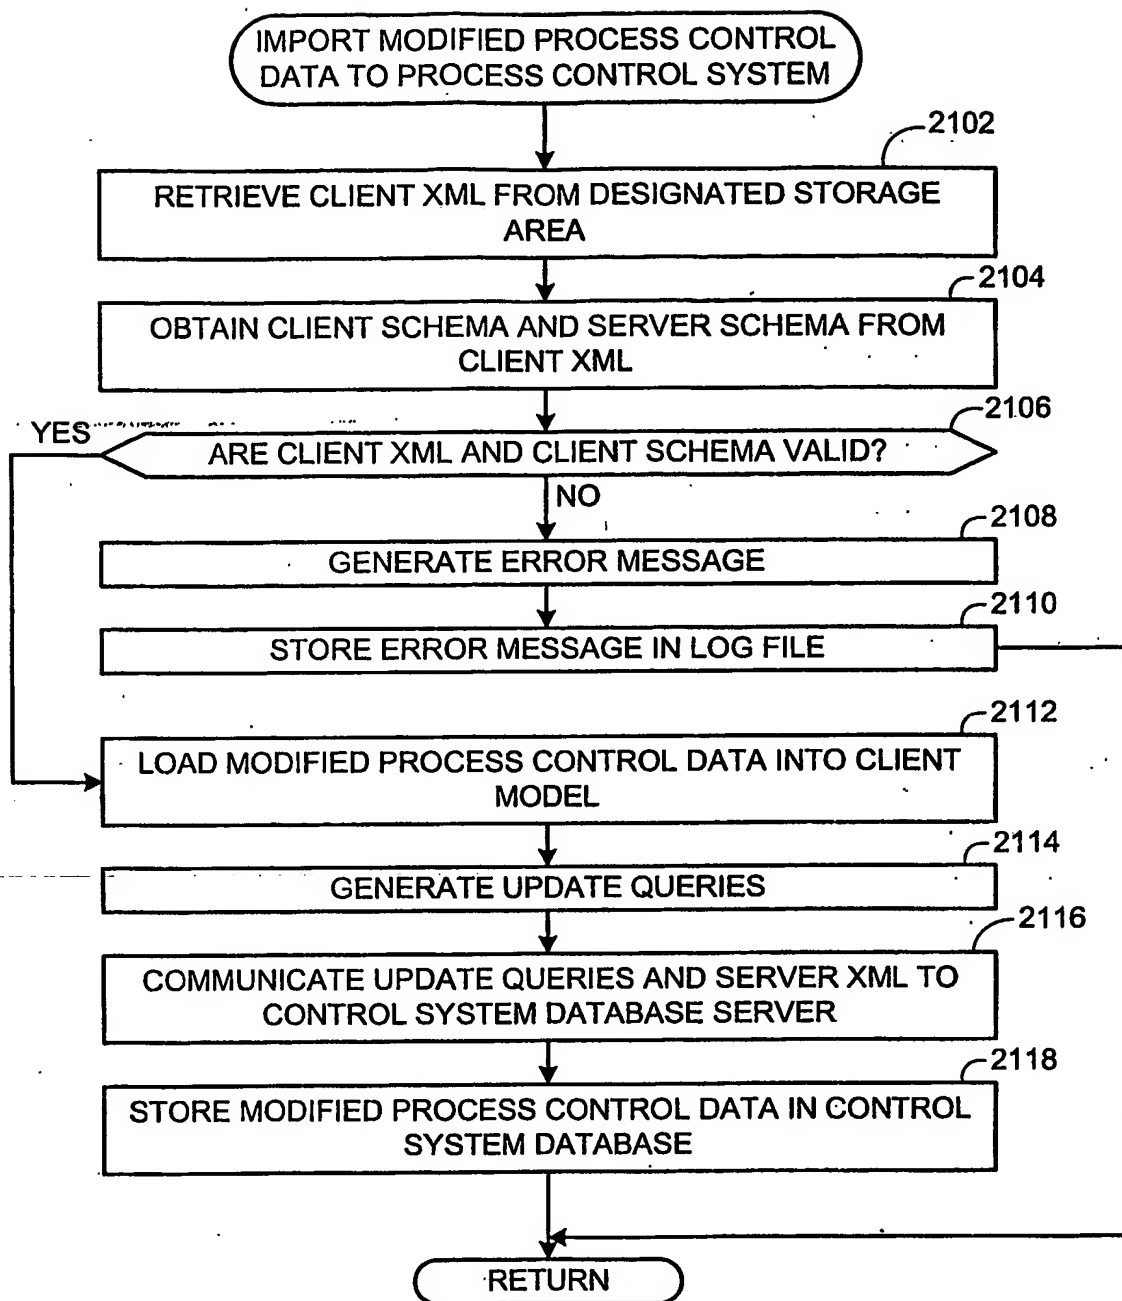 IMPORT MODIFIED PROCESS CONTROL
DATA TO PROCESS CONTROL SYSTEM
2102
RETRIEVE CLIENT XML FROM DESIGNATED STORAGE
AREA
2104
OBTAIN CLIENT SCHEMA AND SERVER SCHEMA FROM
CLIENT XML
2106
YES
ARE CLIENT XML AND CLIENT SCHEMA VALID?
NO
2108
GENERATE ERROR MESSAGE
2110
STORE ERROR MESSAGE IN LOG FILE
2112
LOAD MODIFIED PROCESS CONTROL DATA INTO CLIENT
MODEL
2114
GENERATE UPDATE QUERIES
2116
COMMUNICATE UPDATE QUERIES AND SERVER XML TO
CONTROL SYSTEM DATABASE SERVER
2118
STORE MODIFIED PROCESS CONTROL DATA IN CONTROL
SYSTEM DATABASE
RETURN